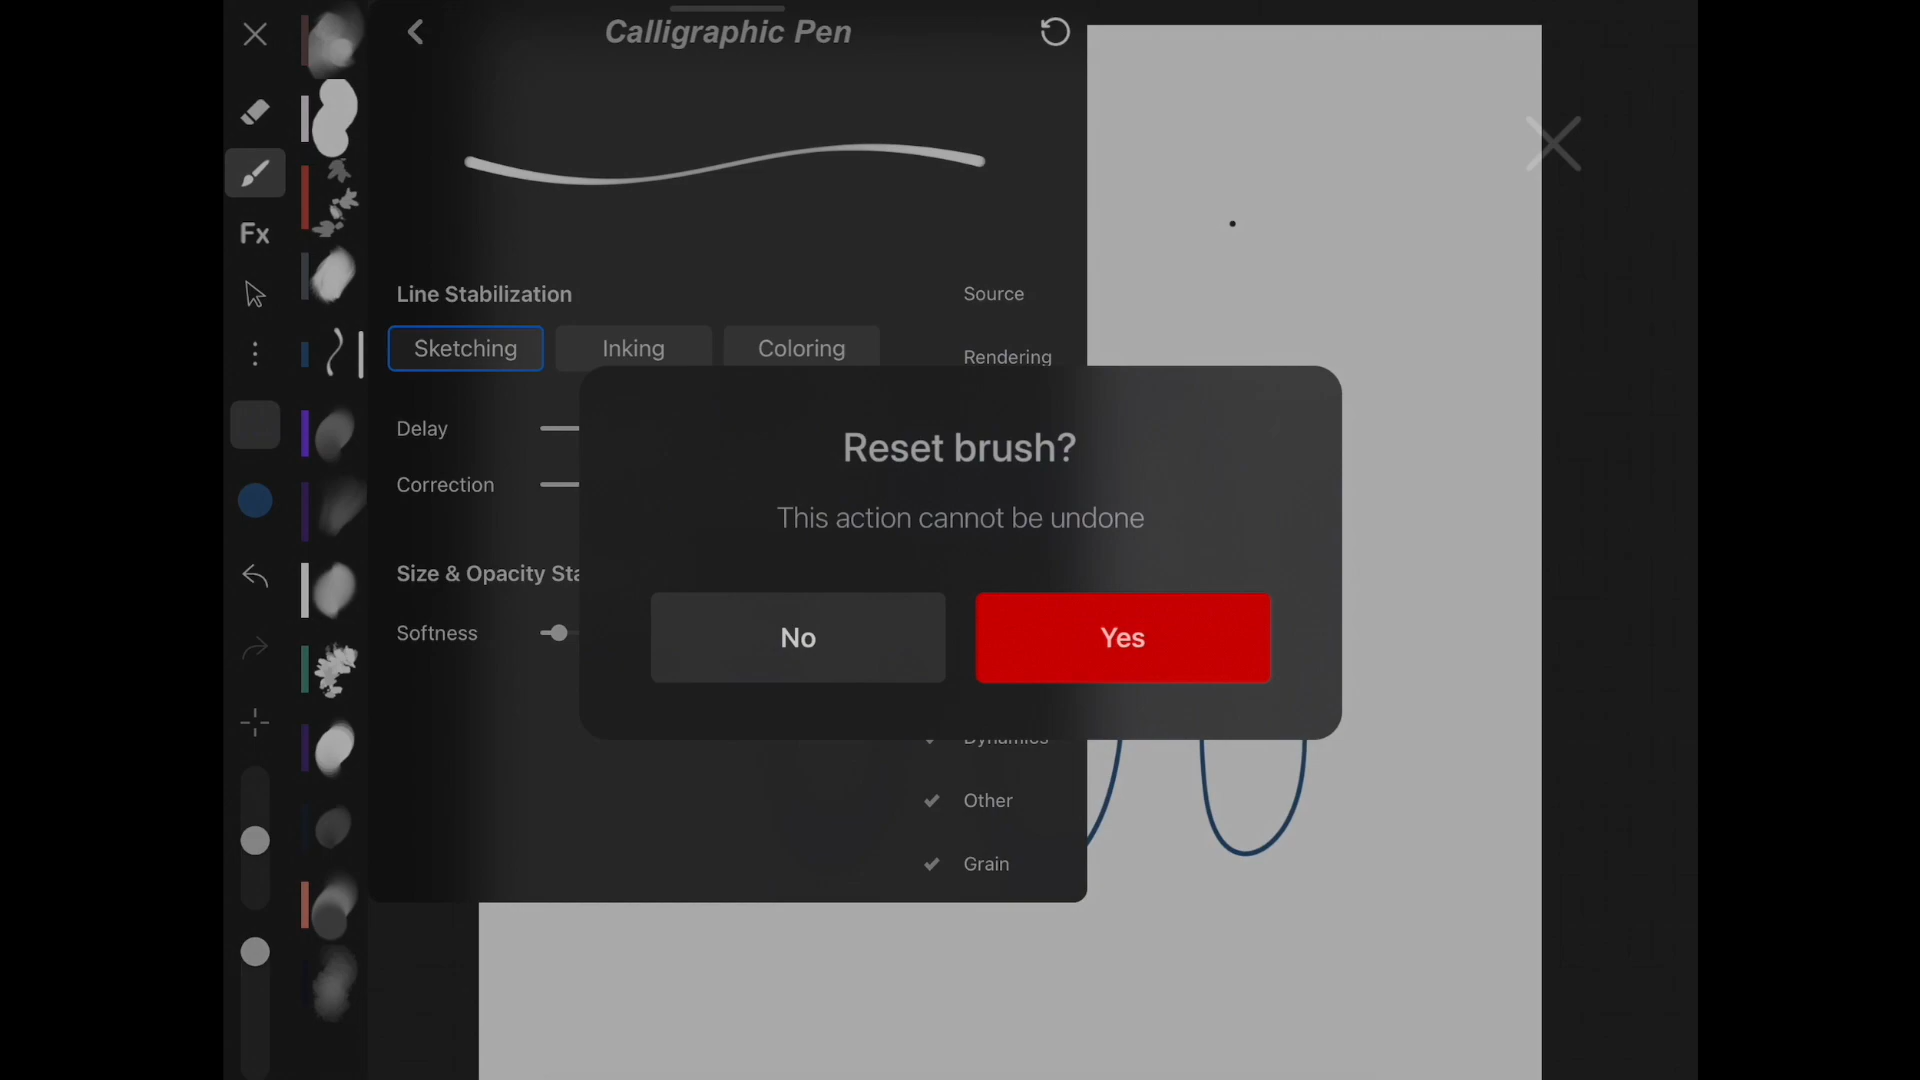 Calligraphic Pen
Fx
Line Stabilization
Source
Sketching
Inking
Coloring
Rendering
Delay
Correction
Reset brush?
This action cannot be undone
Size & Opacity Sta
Softness
No
Yes
Dynamics
Other
Grain